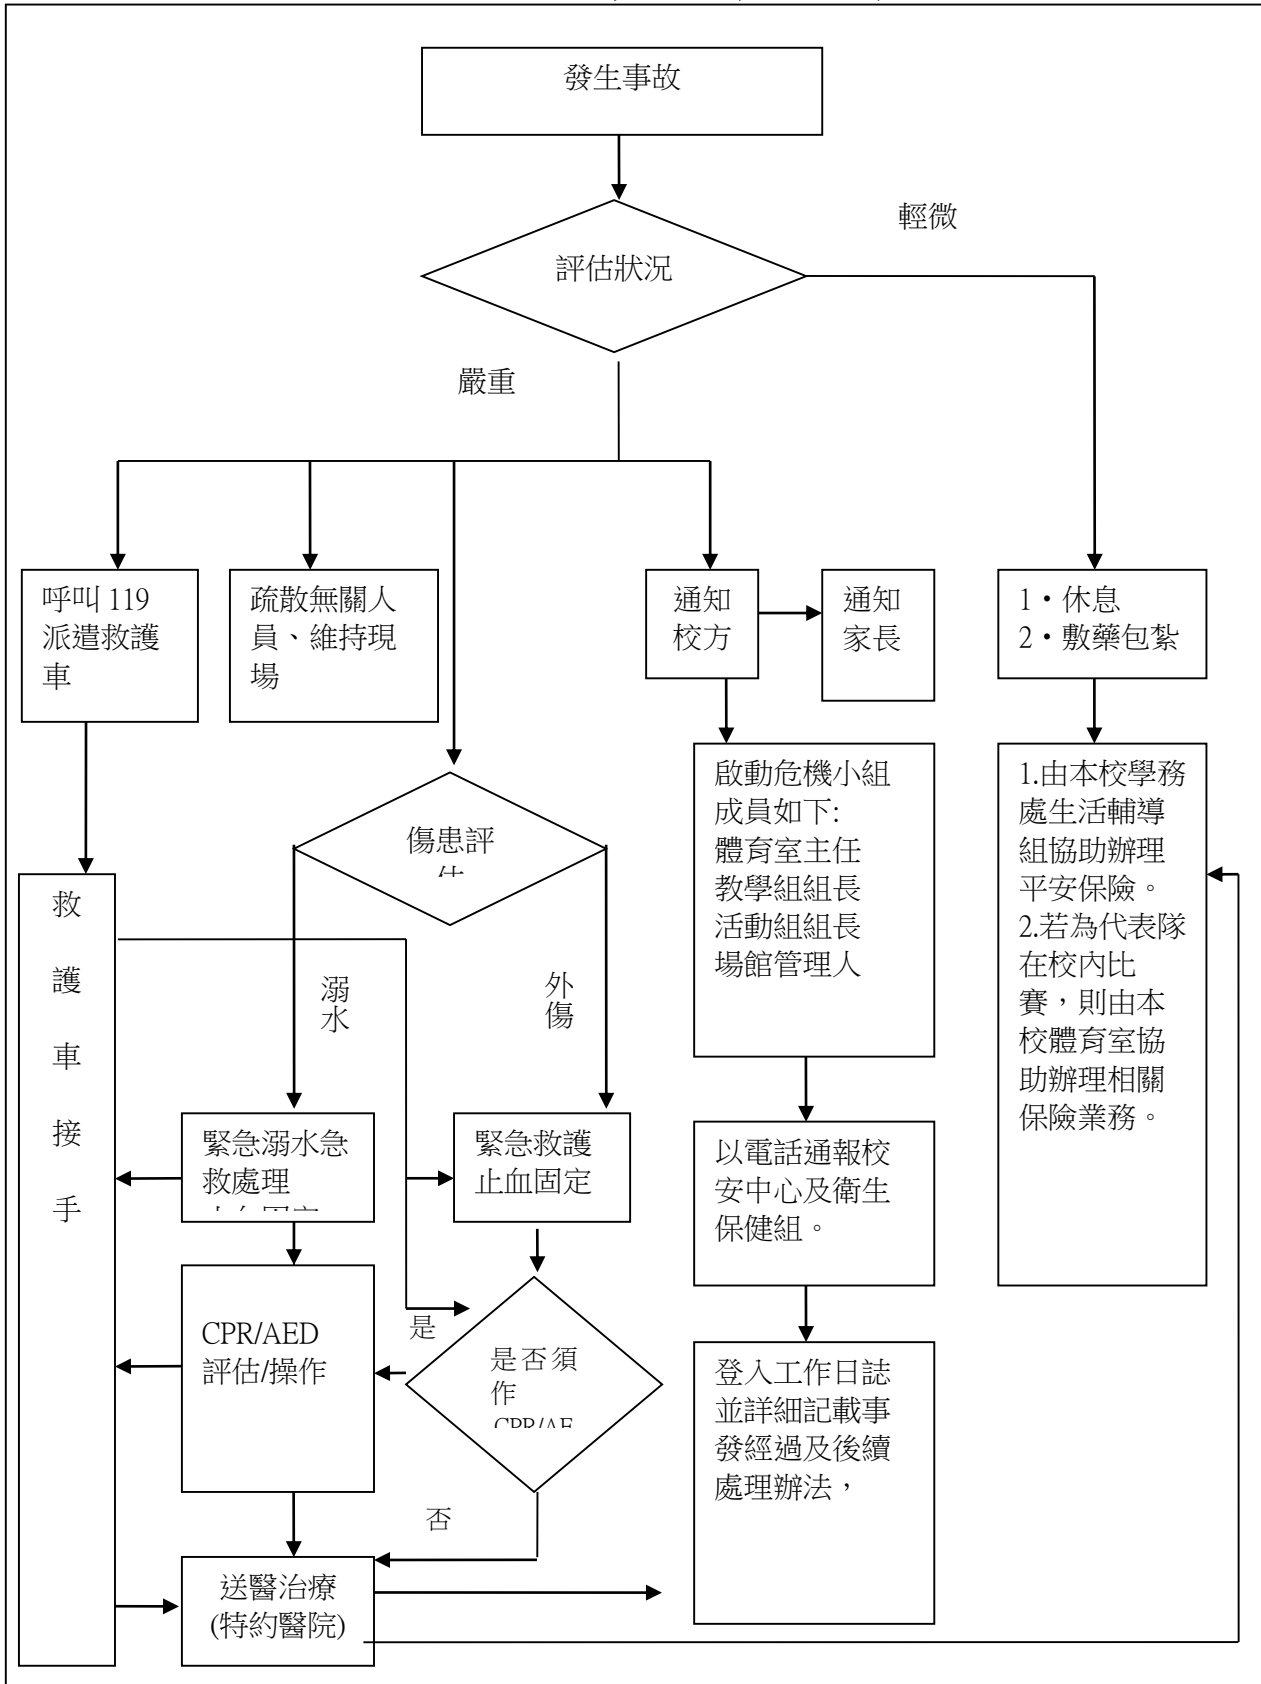 發生事故
評估狀況
輕微
嚴重
呼叫 119
派遣救護
車
疏散無關人
員、維持現
場
通知
校方
通知
家長
1•休息
2•敷藥包紮
傷患評
啟動危機小組
成員如下:
體育室主任
教學組組長
活動組組長
場館管理人
1.由本校學務
處生活輔導
組協助辦理
平安保險。
2.若為代表隊
在校內比
賽，則由本
校體育室協
助辦理相關
保險業務。
救護車接手
溺水
外傷
緊急溺水急
救處理
緊急救護
止血固定
以電話通報校
安中心及衛生
保健組。
CPR/AED
評估/操作
是
是否須
作
登入工作日誌
並詳細記載事
發經過及後續
處理辦法，
否
送醫治療
(特約醫院)